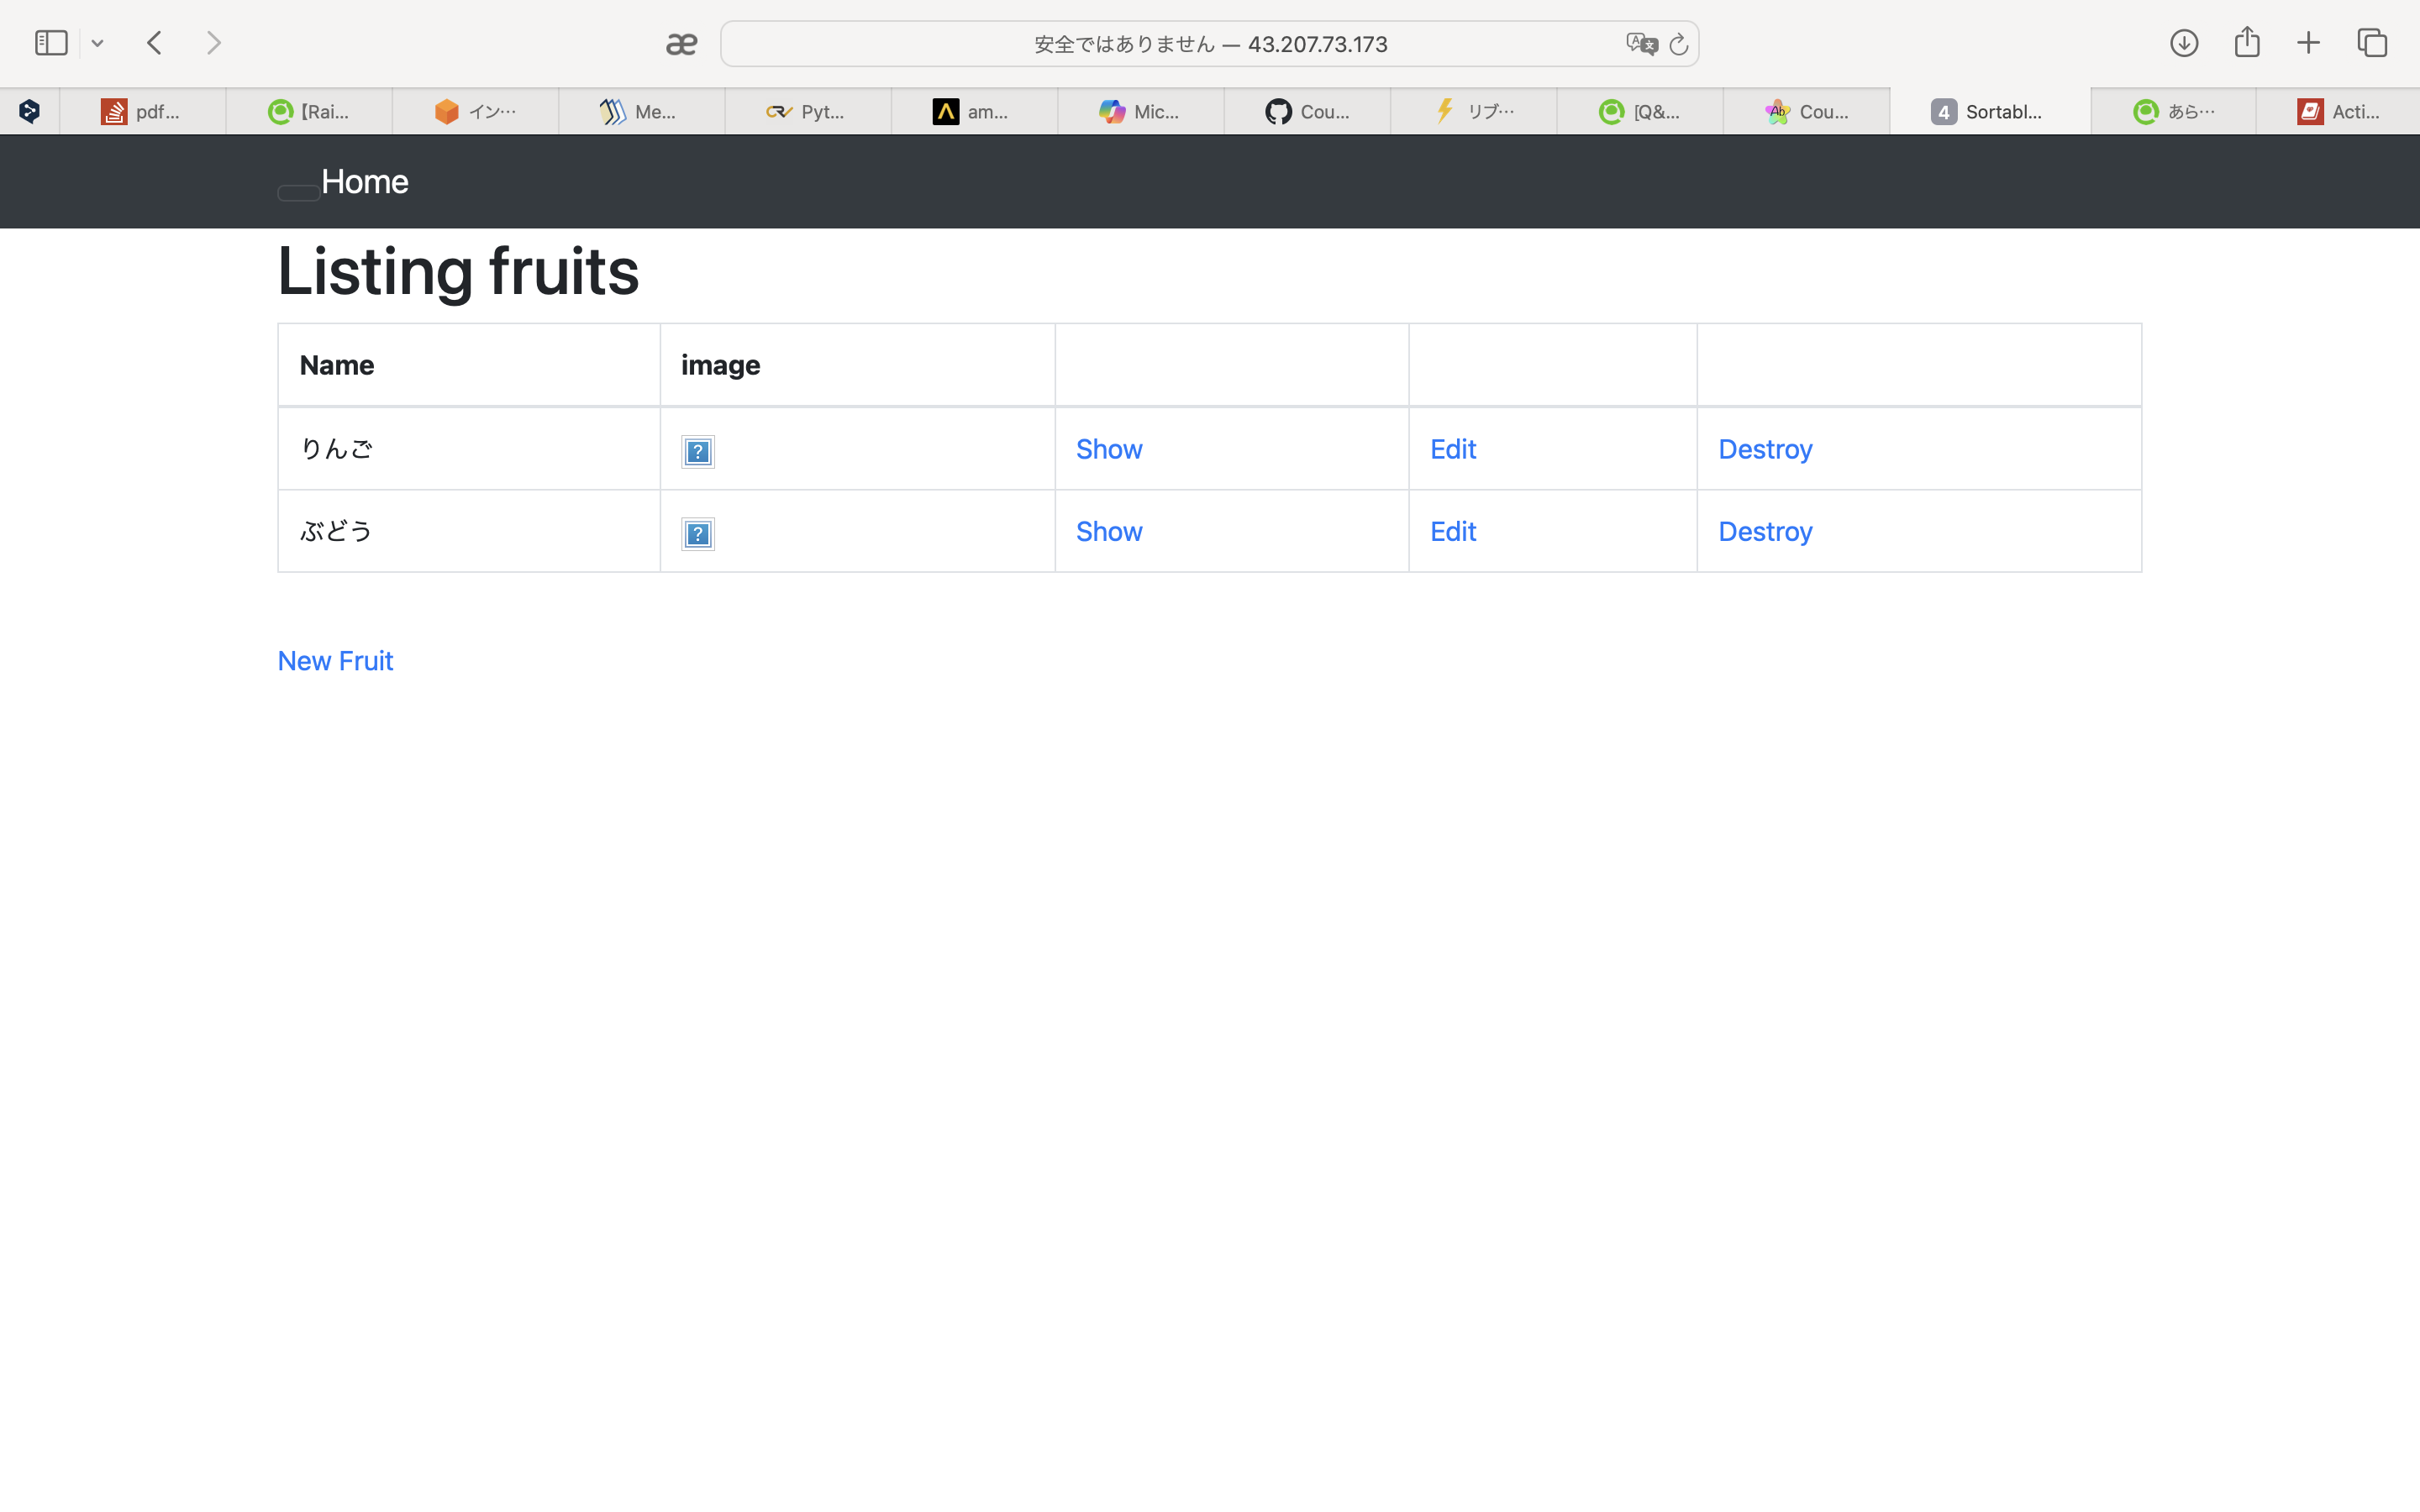 安全ではありません — 43.207.73.173
pdf... 【Rai... イン… Me... Pyt... am... Mic... Cou... リブ… [Q&... Cou... 4 Sortabl... あら… Acti...
Home
Listing fruits
Name image
りんご Show Edit Destroy
ぶどう Show Edit Destroy
New Fruit